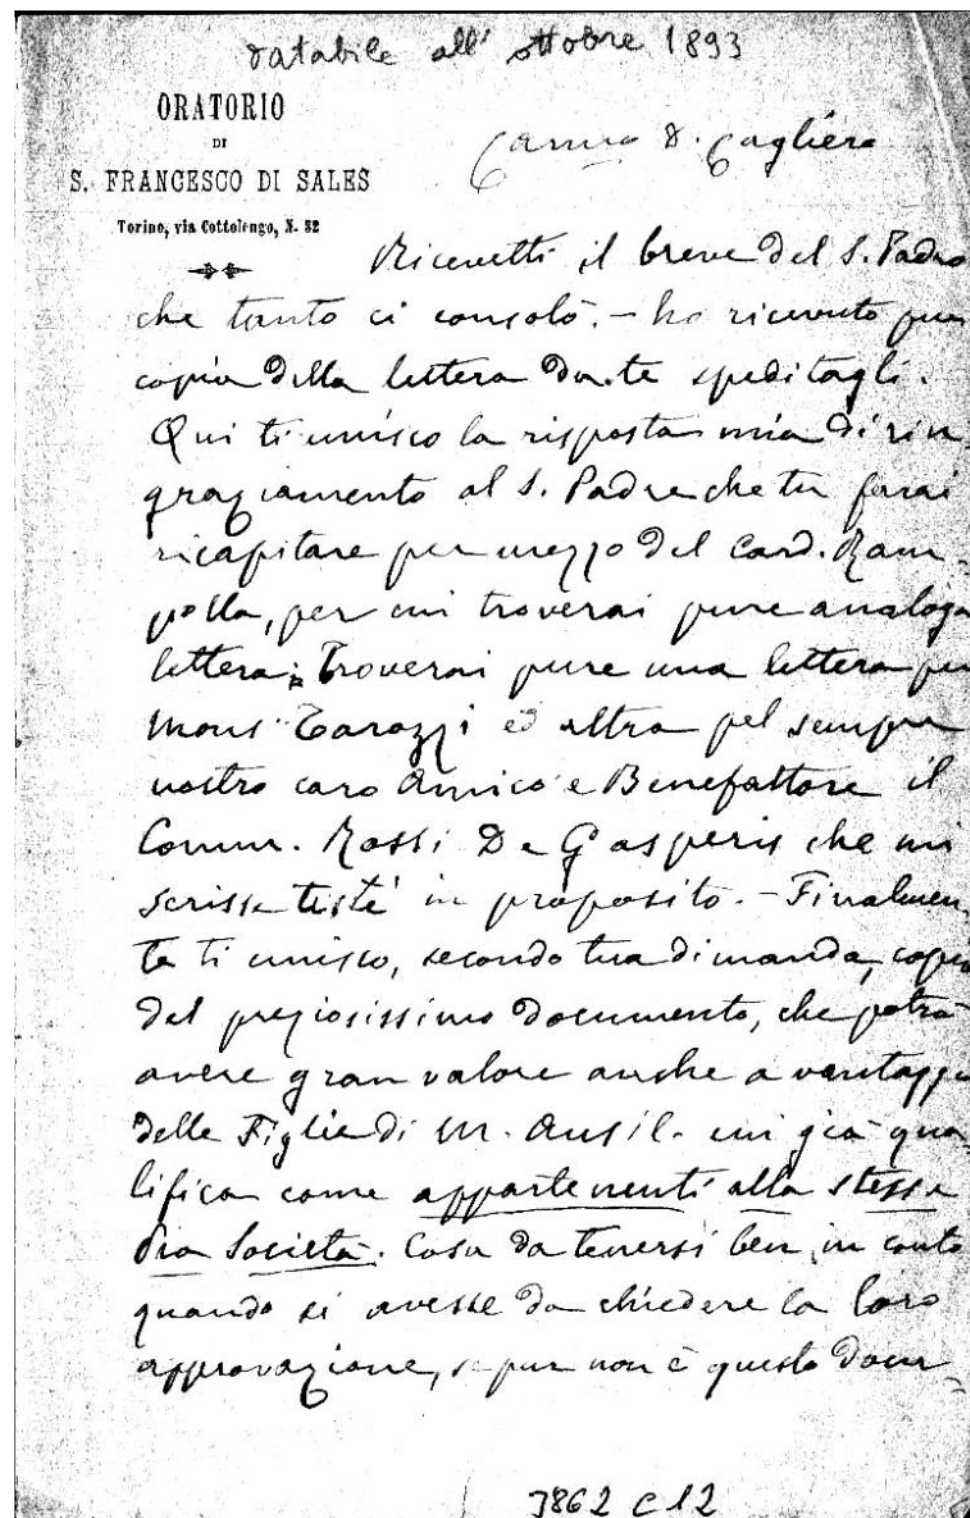 databile all' ottobre 1893
ORATORIO
DI
S. FRANCESCO DI SALES
Torino, via Cottolengo, N. 32
Carmo D. Cagliero
Ricevetti il breve del S. Padre
che tanto ci consolò. - ho ricevuto pur
copia della lettera da te speditagli.
Qui ti unisco la risposta mia di rin
graziamento al S. Padre che tu farai
ricapitare per mezzo del Card. Ram-
polla, per cui troverai pure analoga
lettera; Troverai pure una lettera per
Mons. Tarozzi ed altra pel sempre
nostro caro Amico e Benefattore il
Comm. Rossi De Gasperis che mi
scrisse testè in proposito. - Finalmen-
te ti unisco, secondo tua dimanda, copia
del preziosissimo documento, che potrà
avere gran valore anche a vantaggio
delle Figlie di M. Ausil. cui già qua-
lifica come appartenenti alla stessa
Pia Società. Cosa da tenersi ben in conto
quando si avesse da chiedere la loro
approvazione, se pur non è questo docu-
3862 C 12